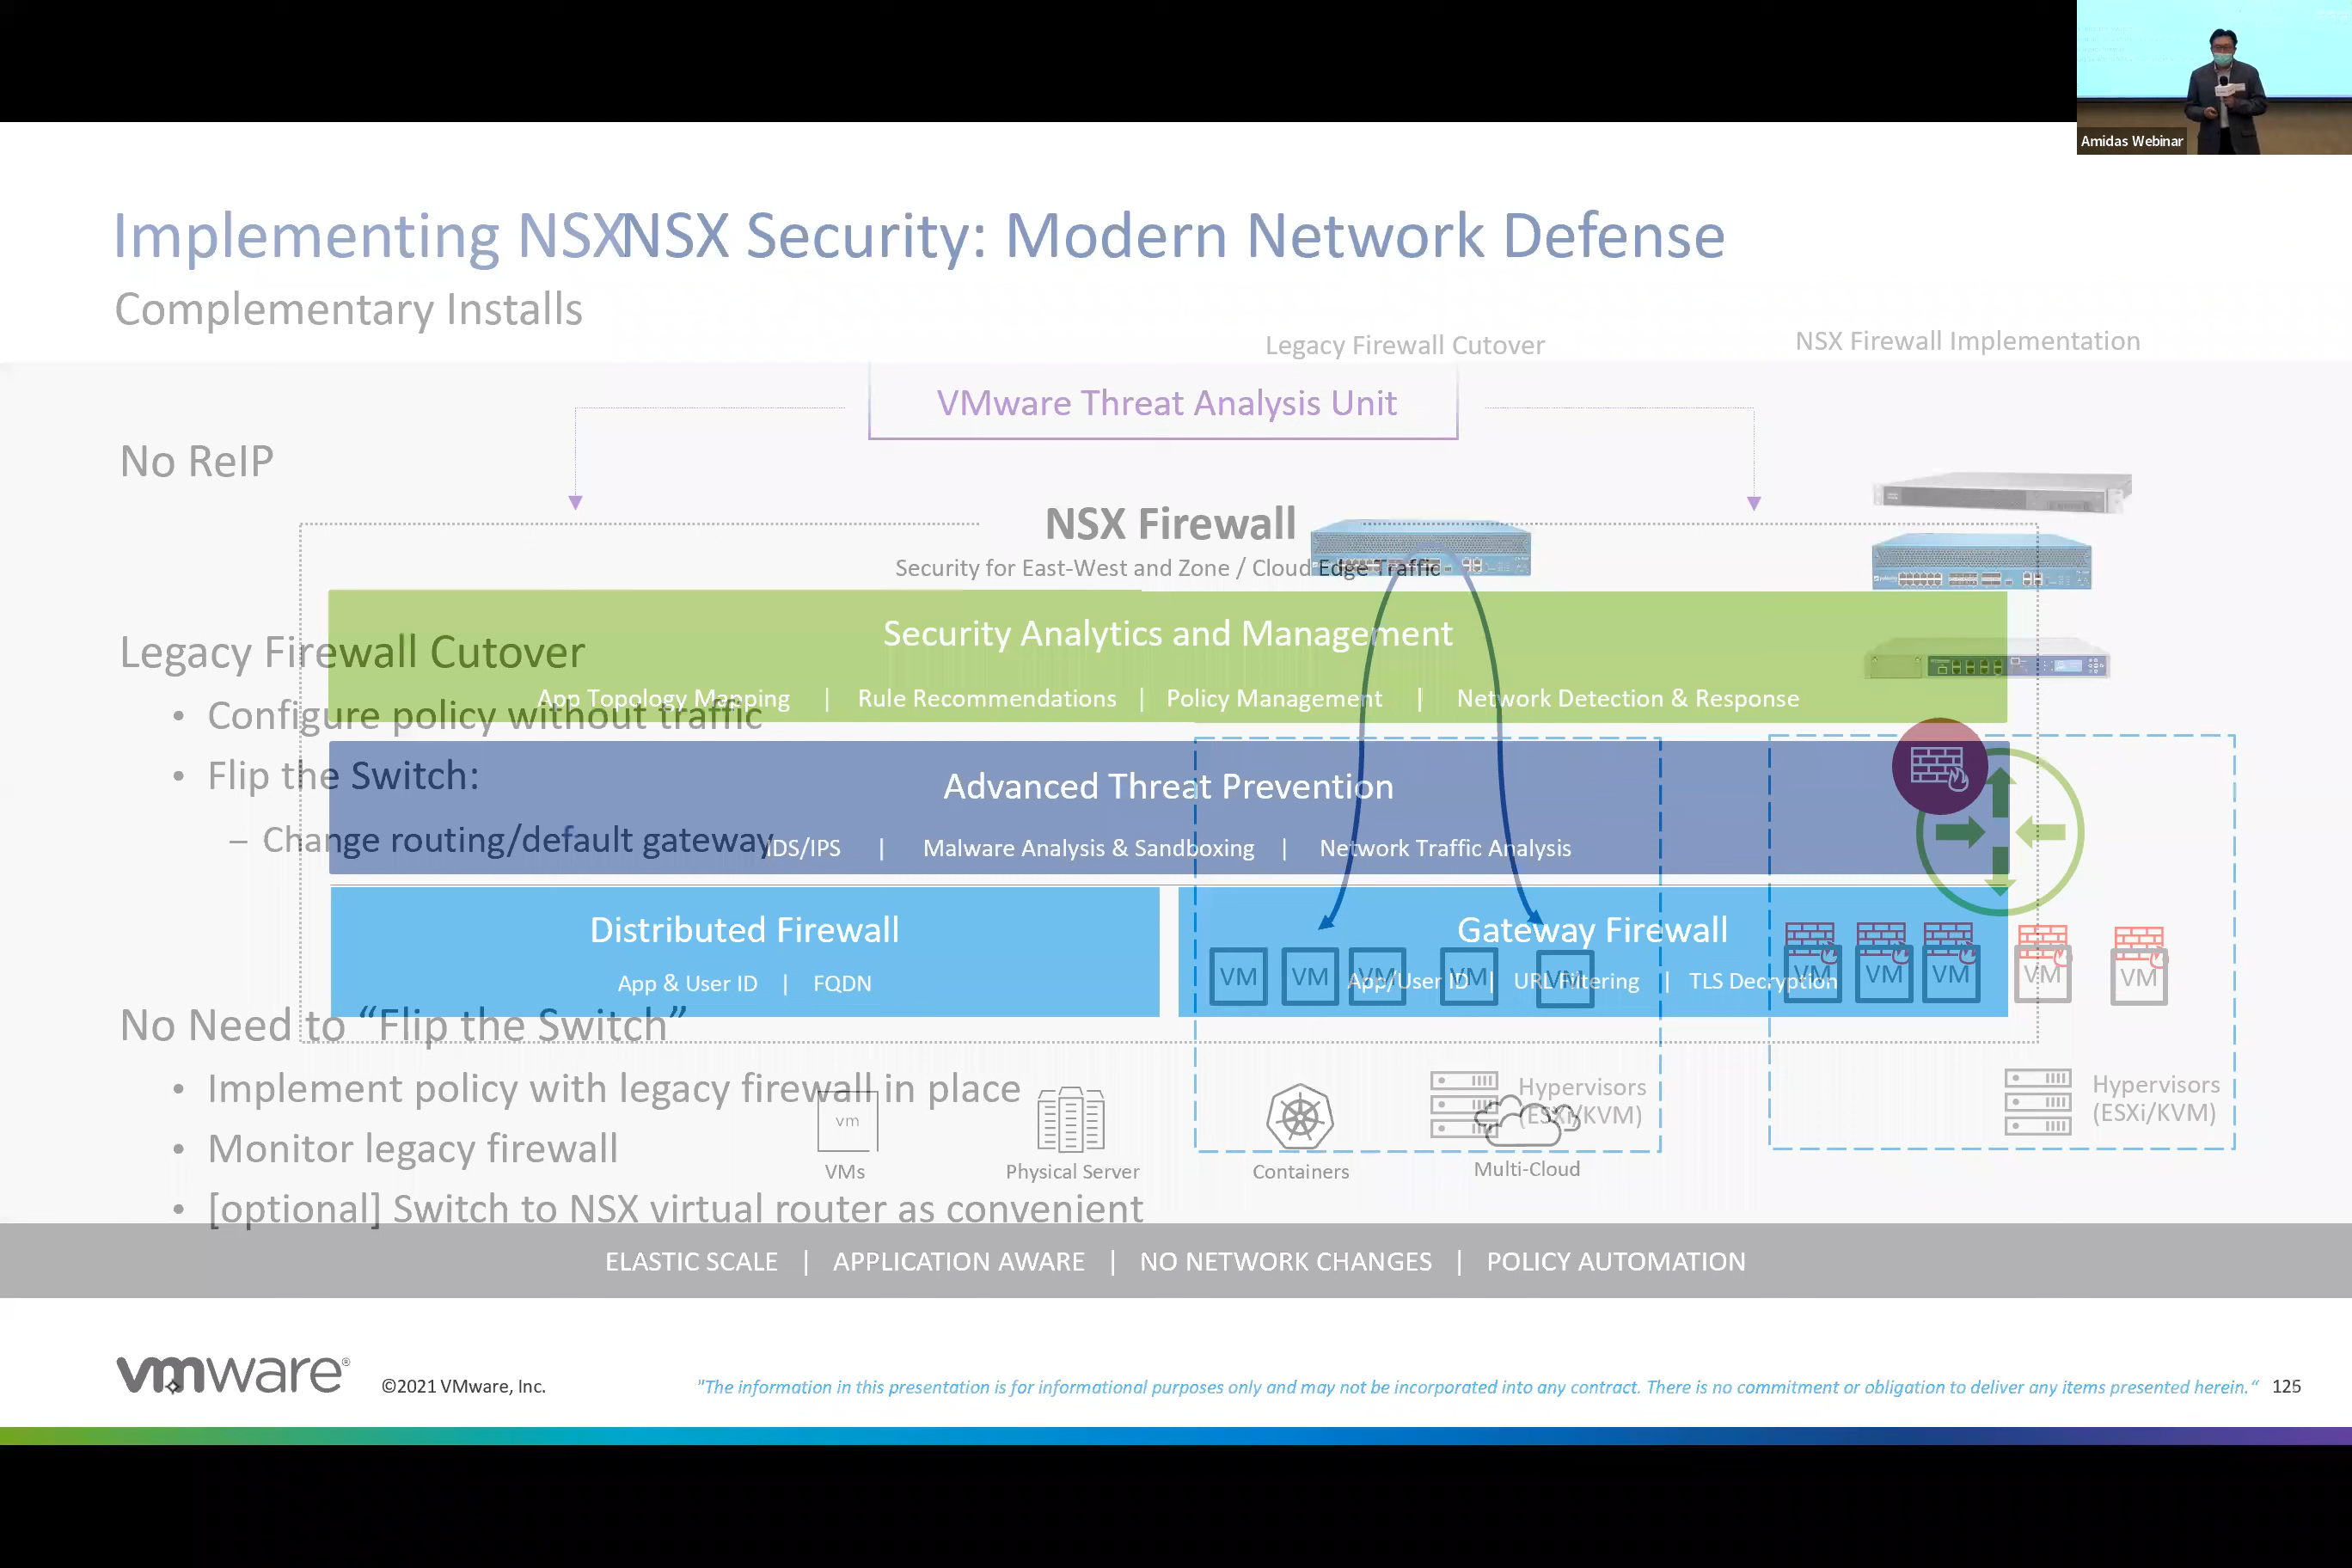 Amidas Webinar
Implementing NSX
NSX Security: Modern Network Defense
Complementary Installs
Legacy Firewall Cutover
NSX Firewall Implementation
VMware Threat Analysis Unit
No ReIP
NSX Firewall
Security for East-West and Zone / Cloud Edge Traffic
Security Analytics and Management
App Topology Mapping | Rule Recommendations | Policy Management | Network Detection & Response
Legacy Firewall Cutover
• Configure policy without traffic
• Flip the Switch:
– Change routing/default gateway
Advanced Threat Prevention
IDS/IPS | Malware Analysis & Sandboxing | Network Traffic Analysis
Distributed Firewall
App & User ID | FQDN
Gateway Firewall
App/User ID | URL Filtering | TLS Decryption
VM VM VM VM VM
VM VM VM VM VM
No Need to “Flip the Switch”
• Implement policy with legacy firewall in place
• Monitor legacy firewall
• [optional] Switch to NSX virtual router as convenient
vm
VMs
Physical Server
Containers
Multi-Cloud
Hypervisors
(ESXi/KVM)
Hypervisors
(ESXi/KVM)
ELASTIC SCALE | APPLICATION AWARE | NO NETWORK CHANGES | POLICY AUTOMATION
vmware®
©2021 VMware, Inc.
"The information in this presentation is for informational purposes only and may not be incorporated into any contract. There is no commitment or obligation to deliver any items presented herein.“
125